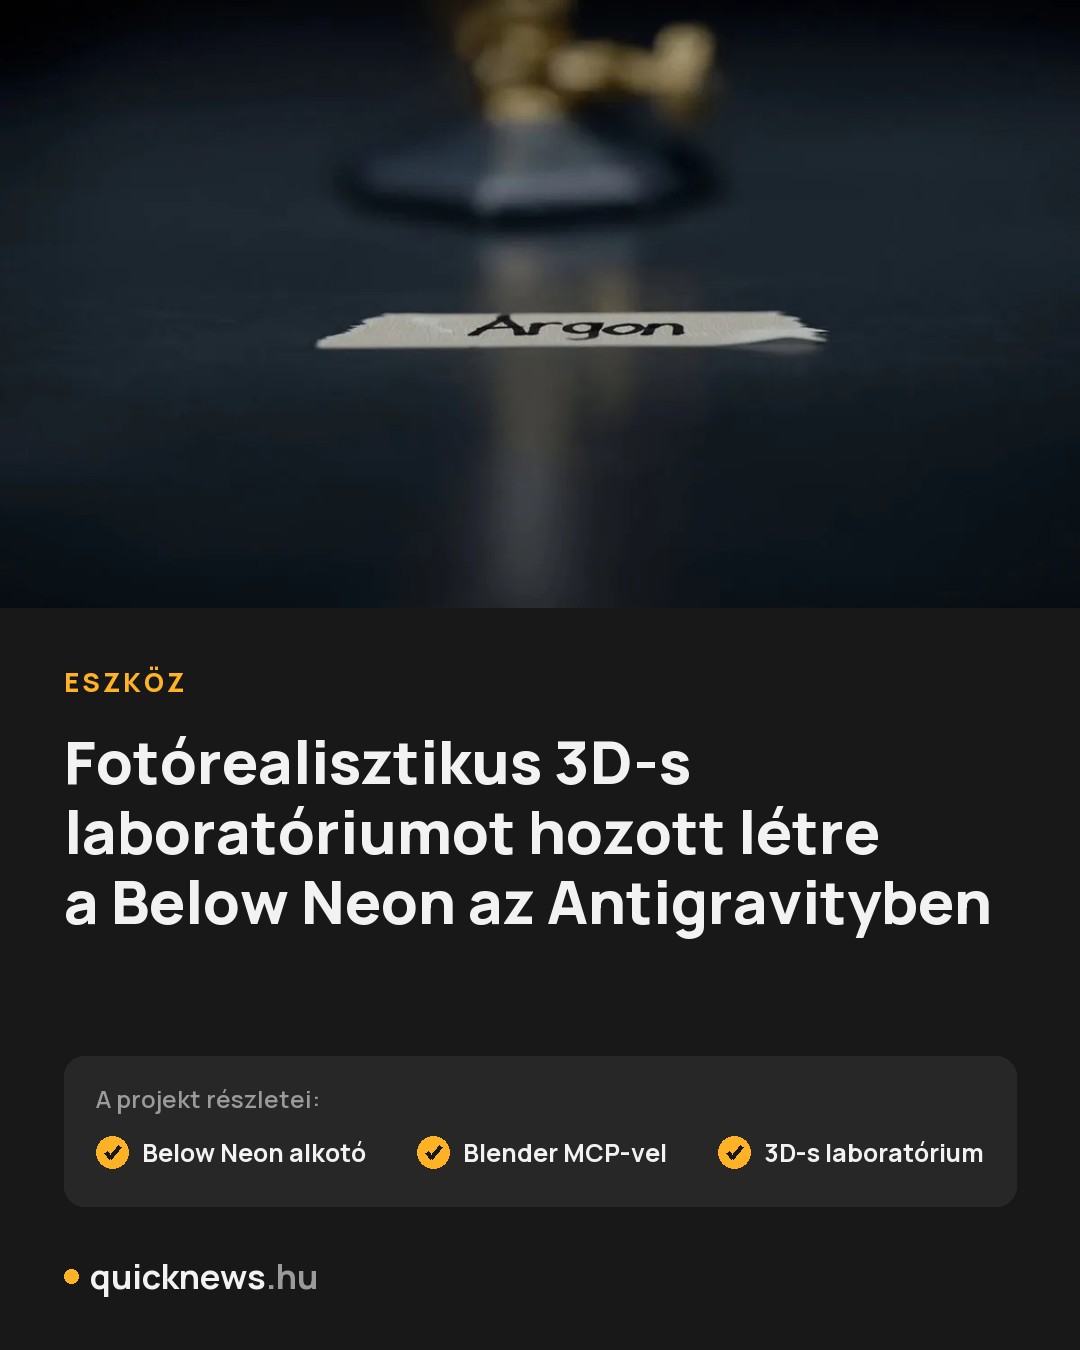 Argon
ESZKÖZ
Fotórealisztikus 3D-s
laboratóriumot hozott létre
a Below Neon az Antigravityben
A projekt részletei:
Below Neon alkotó
Blender MCP-vel
3D-s laboratórium
quicknews.hu